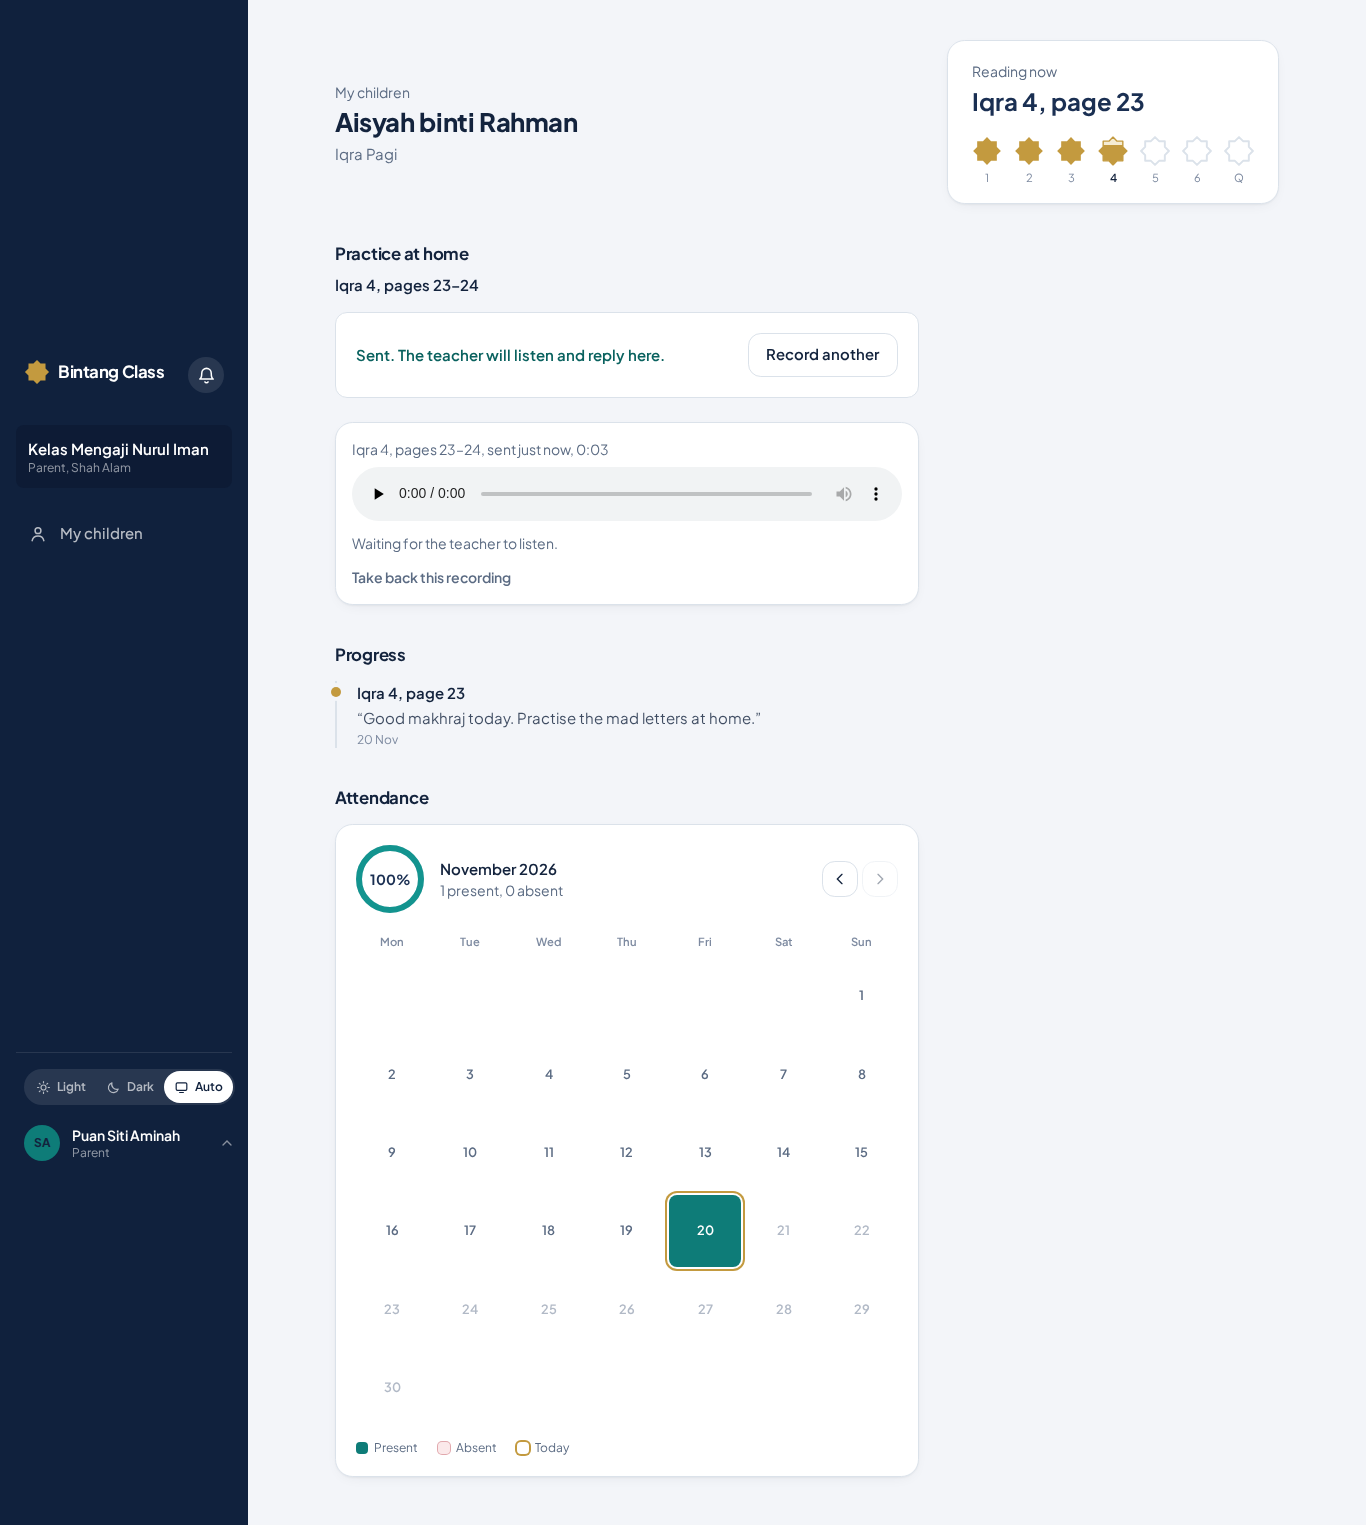 Bintang Class
Kelas Mengaji Nurul Iman
Parent, Shah Alam
My children
Light Dark Auto
SA
Puan Siti Aminah
Parent
My children
Aisyah binti Rahman
Iqra Pagi
Reading now
Iqra 4, page 23
1 2 3 4 5 6 Q
Practice at home
Iqra 4, pages 23–24
Sent. The teacher will listen and reply here.
Record another
Iqra 4, pages 23–24, sent just now, 0:03
0:00 / 0:00
Waiting for the teacher to listen.
Take back this recording
Progress
Iqra 4, page 23
“Good makhraj today. Practise the mad letters at home.”
20 Nov
Attendance
100%
November 2026
1 present, 0 absent
Mon Tue Wed Thu Fri Sat Sun
1
2 3 4 5 6 7 8
9 10 11 12 13 14 15
16 17 18 19 20 21 22
23 24 25 26 27 28 29
30
Present Absent Today